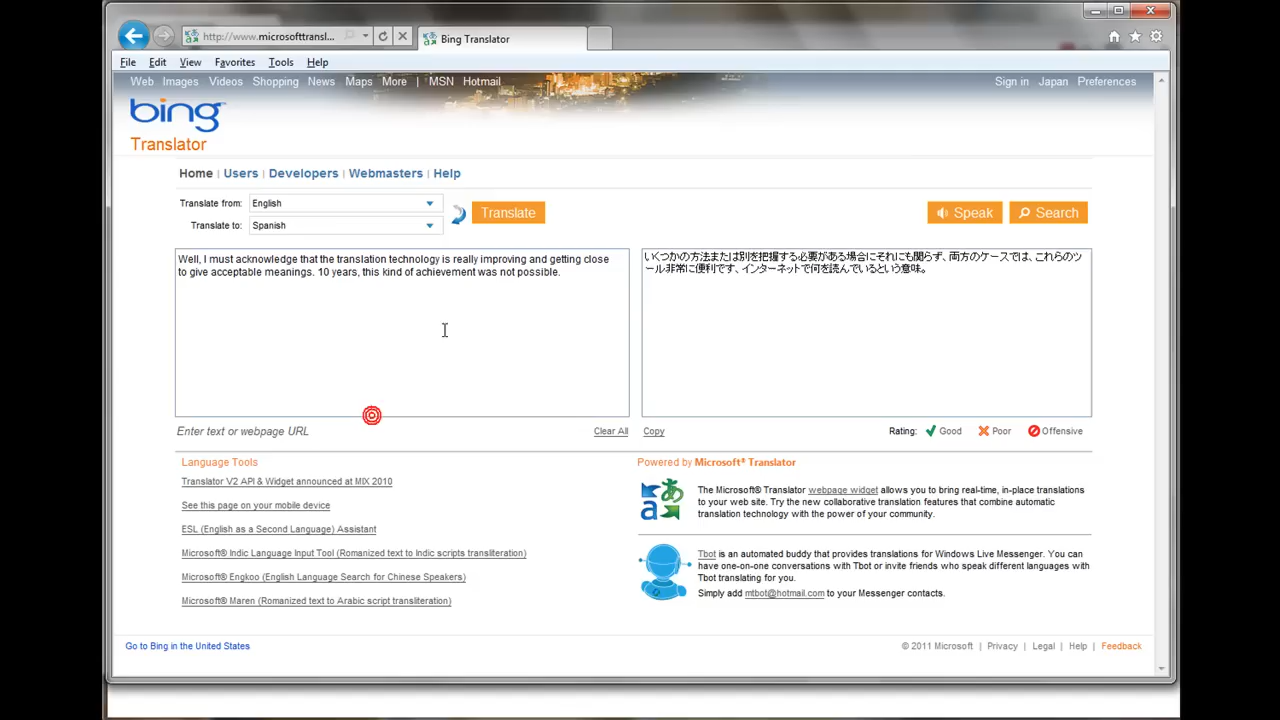 http://www.microsofttransl...
Bing Translator
File Edit View Favorites Tools Help
Web Images Videos Shopping News Maps More | MSN Hotmail
Sign in Japan Preferences
bing
Translator
Home | Users | Developers | Webmasters | Help
Translate from: English
Translate to: Spanish
Translate
Speak
Search
Well, I must acknowledge that the translation technology is really improving and getting close
to give acceptable meanings. 10 years, this kind of achievement was not possible.
いくつかの方法または別を把握する必要がある場合にそれにも関らず、両方のケースでは、これらのツ
ール非常に便利です、インターネットで何を読んでいるという意味。
Enter text or webpage URL
Clear All
Copy
Rating: Good Poor Offensive
Language Tools
Translator V2 API & Widget announced at MIX 2010
See this page on your mobile device
ESL (English as a Second Language) Assistant
Microsoft® Indic Language Input Tool (Romanized text to Indic scripts transliteration)
Microsoft® Engkoo (English Language Search for Chinese Speakers)
Microsoft® Maren (Romanized text to Arabic script transliteration)
Powered by Microsoft® Translator
The Microsoft® Translator webpage widget allows you to bring real-time, in-place translations
to your web site. Try the new collaborative translation features that combine automatic
translation technology with the power of your community.
Tbot is an automated buddy that provides translations for Windows Live Messenger. You can
have one-on-one conversations with Tbot or invite friends who speak different languages with
Tbot translating for you.
Simply add mtbot@hotmail.com to your Messenger contacts.
Go to Bing in the United States
© 2011 Microsoft | Privacy | Legal | Help | Feedback